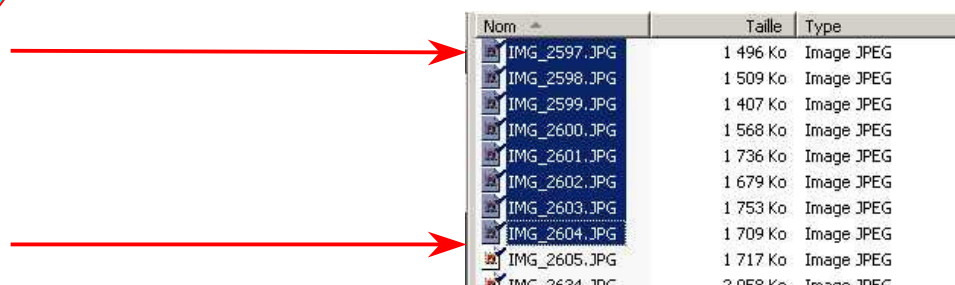 Nom Taille Type
IMG_2597.JPG 1 496 Ko Image JPEG
IMG_2598.JPG 1 509 Ko Image JPEG
IMG_2599.JPG 1 407 Ko Image JPEG
IMG_2600.JPG 1 568 Ko Image JPEG
IMG_2601.JPG 1 736 Ko Image JPEG
IMG_2602.JPG 1 679 Ko Image JPEG
IMG_2603.JPG 1 753 Ko Image JPEG
IMG_2604.JPG 1 709 Ko Image JPEG
IMG_2605.JPG 1 717 Ko Image JPEG
Ko Image JPEG